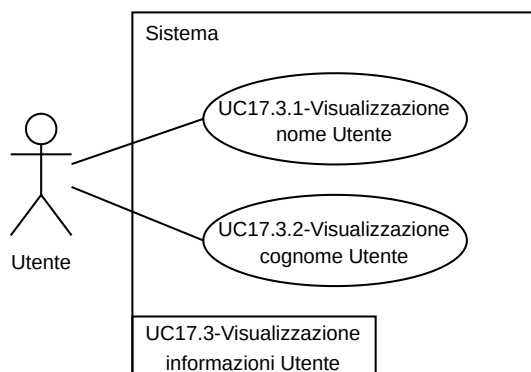 Sistema
UC17.3.1-Visualizzazione
nome Utente
UC17.3.2-Visualizzazione
cognome Utente
Utente
UC17.3-Visualizzazione
informazioni Utente